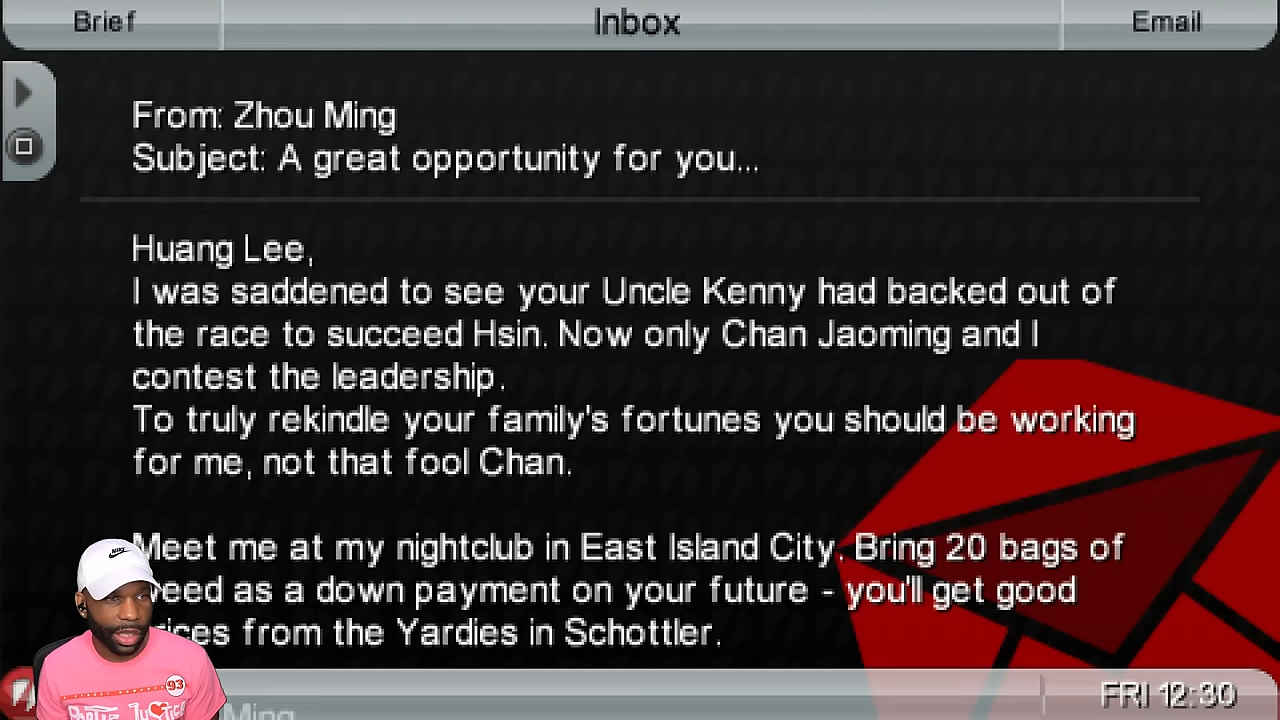 Brief
Inbox
Email
From: Zhou Ming
Subject: A great opportunity for you...
Huang Lee,
I was saddened to see your Uncle Kenny had backed out of
the race to succeed Hsin. Now only Chan Jaoming and I
contest the leadership.
To truly rekindle your family's fortunes you should be working
for me, not that fool Chan.
Meet me at my nightclub in East Island City. Bring 20 bags of
weed as a down payment on your future - you'll get good
prices from the Yardies in Schottler.
FRI 12:30
Ming
93